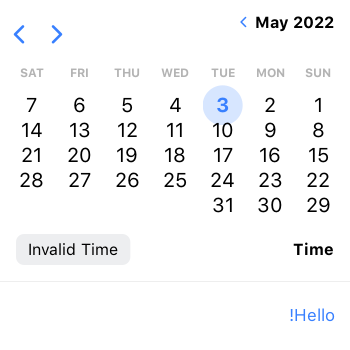 May 2022
SAT FRI THU WED TUE MON SUN
7 6 5 4 3 2 1
14 13 12 11 10 9 8
21 20 19 18 17 16 15
28 27 26 25 24 23 22
31 30 29
Invalid Time Time
!Hello